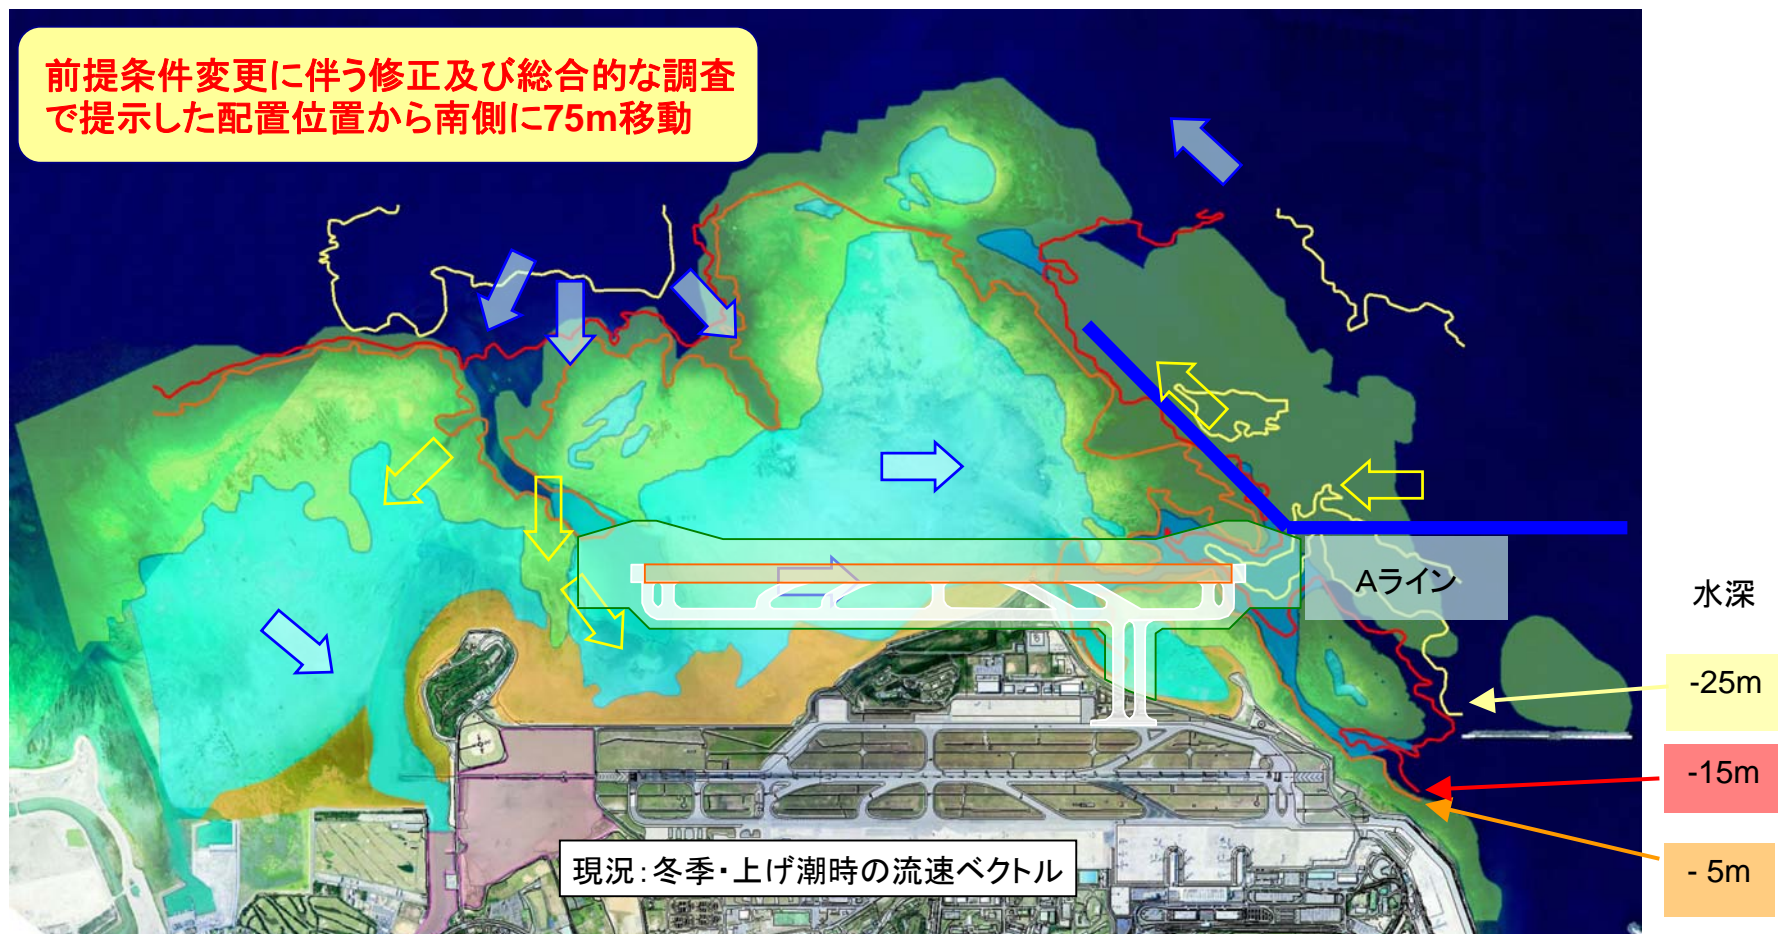 前提条件変更に伴う修正及び総合的な調査
で提示した配置位置から南側に75m移動
Aライン
水深
-25m
-15m
- 5m
現況:冬季・上げ潮時の流速ベクトル